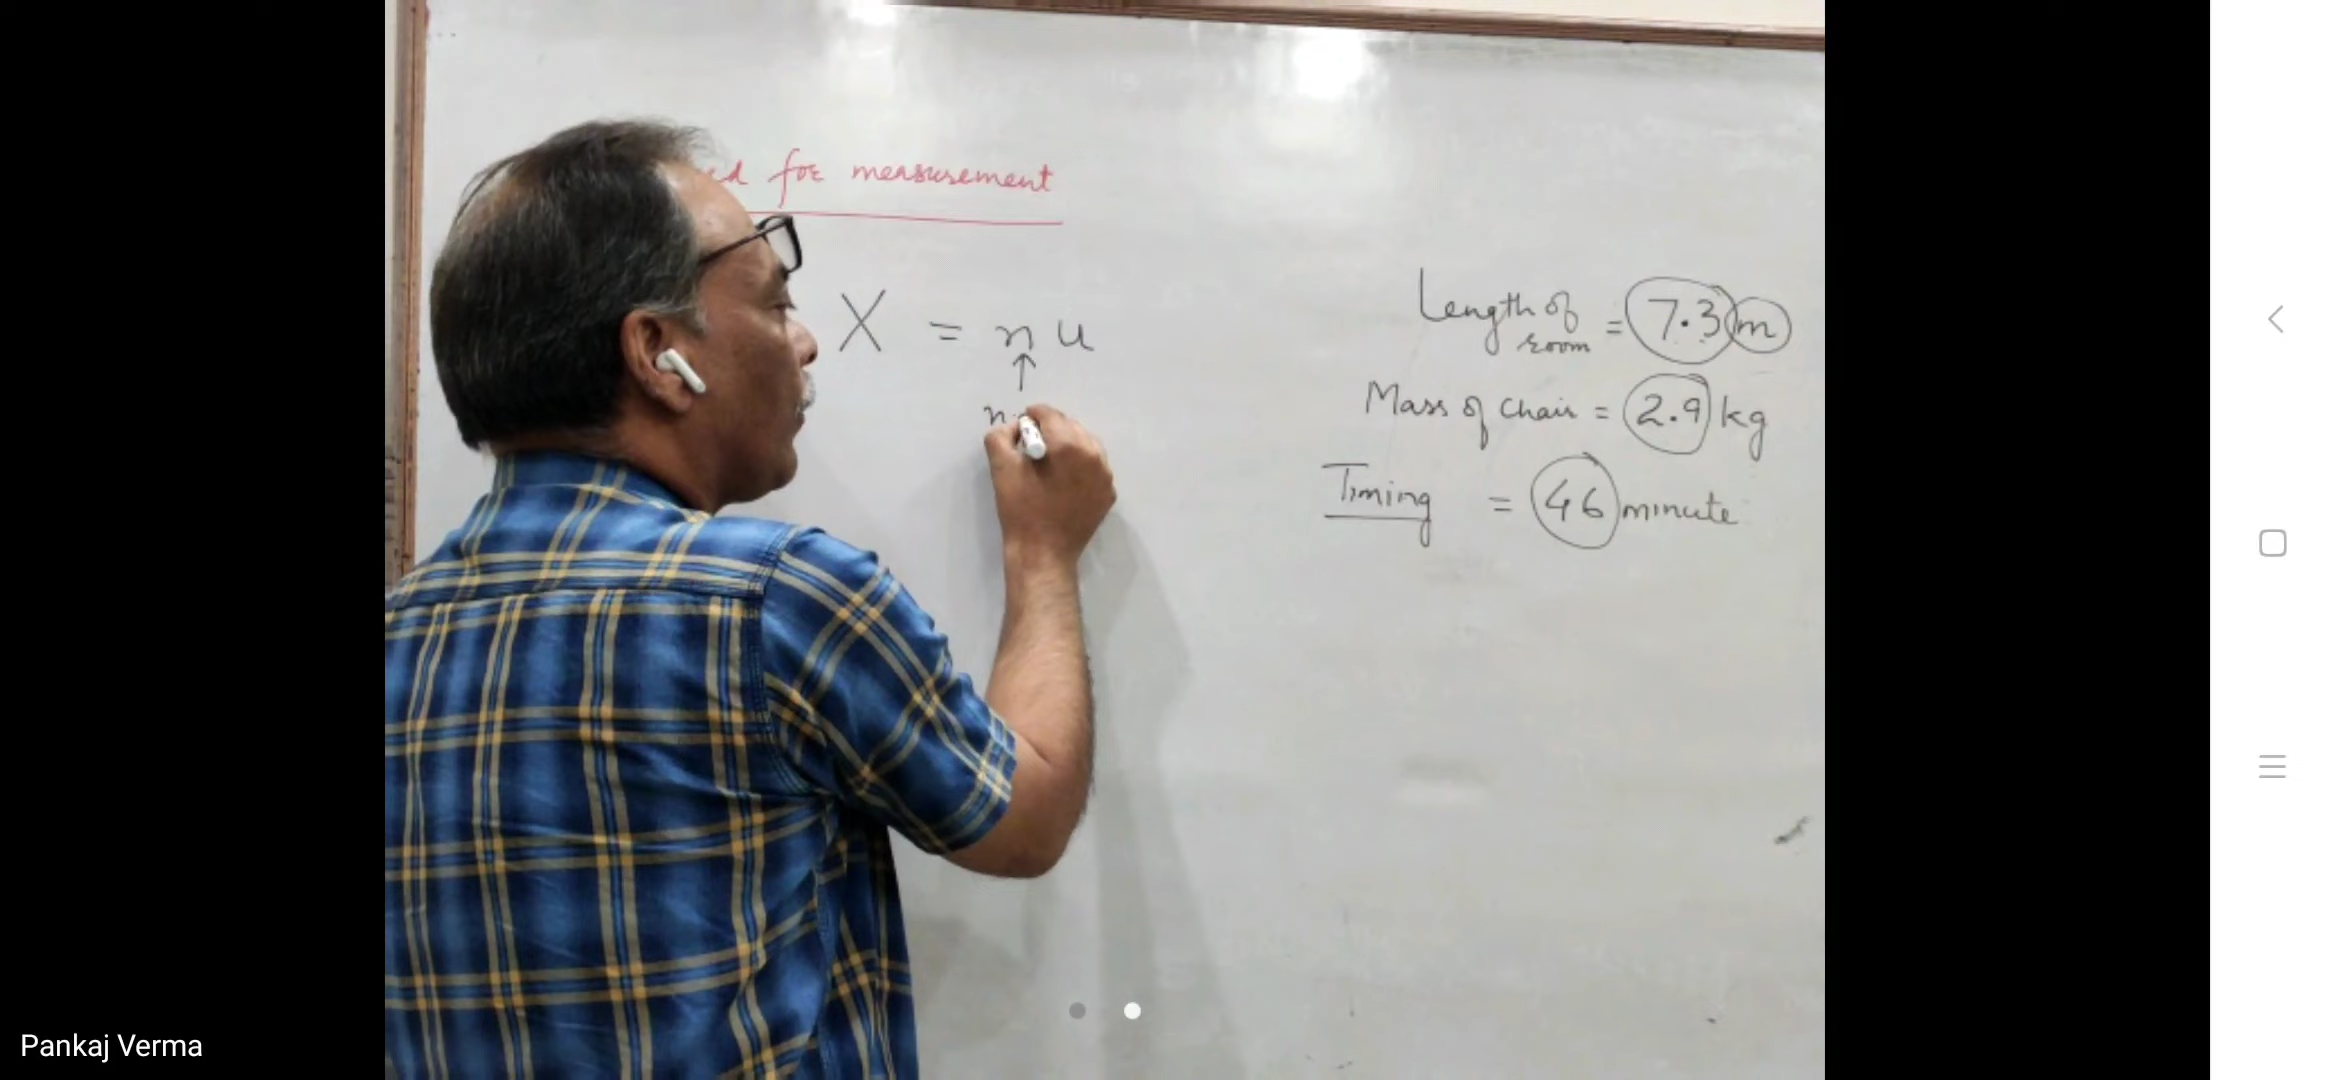 for measurement
X = n u
↑
Length of room = 7.3 m
Mass of chair = 2.9 kg
Timing = 46 minute
Pankaj Verma